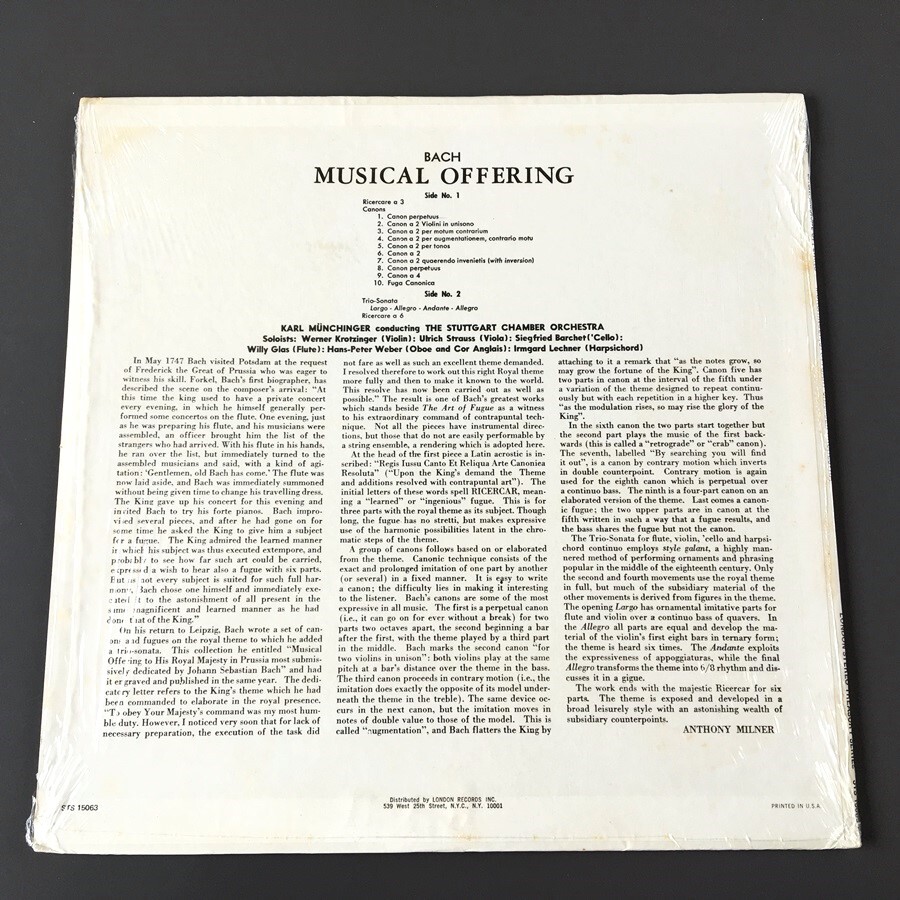 BACH
MUSICAL OFFERING
Side No. 1
Ricercare a 3
Canons
1. Canon perpetuus
2. Canon a 2 Violini in unisono
3. Canon a 2 per motum contrarium
4. Canon a 2 per augmentationem, contrario motu
5. Canon a 2 per tonos
6. Canon a 2
7. Canon a 2 quaerendo invenietis (with inversion)
8. Canon perpetuus
9. Canon a 4
10. Fuga Canonica
Side No. 2
Trio-Sonata
Largo - Allegro - Andante - Allegro
Ricercare a 6
KARL MÜNCHINGER conducting THE STUTTGART CHAMBER ORCHESTRA
Soloists: Werner Krotzinger (Violin): Ulrich Strauss (Viola): Siegfried Barchet ('Cello):
Willy Glas (Flute): Hans-Peter Weber (Oboe and Cor Anglais): Irmgard Lechner (Harpsichord)
In May 1747 Bach visited Potsdam at the request
of Frederick the Great of Prussia who was eager to
witness his skill. Forkel, Bach's first biographer, has
described the scene on the composer's arrival: "At
this time the king used to have a private concert
every evening, in which he himself generally per-
formed some concertos on the flute. One evening, just
as he was preparing his flute, and his musicians were
assembled, an officer brought him the list of the
strangers who had arrived. With his flute in his hands,
he ran over the list, but immediately turned to the
assembled musicians and said, with a kind of agi-
tation: 'Gentlemen, old Bach has come.' The flute was
now laid aside, and Bach was immediately summoned
without being given time to change his travelling dress.
The King gave up his concert for this evening and
invited Bach to try his forte pianos. Bach impro-
vised several pieces, and after he had gone on for
some time he asked the King to give him a subject
for a fugue. The King admired the learned manner
in which his subject was thus executed extempore, and
probably to see how far such art could be carried,
expressed a wish to hear also a fugue with six parts.
But as not every subject is suited for such full har-
mony, Bach chose one himself and immediately exe-
cuted it to the astonishment of all present in the
same magnificent and learned manner as he had
done that of the King."
On his return to Leipzig, Bach wrote a set of can-
ons and fugues on the royal theme to which he added
a trio-sonata. This collection he entitled "Musical
Offering to His Royal Majesty in Prussia most submis-
sively dedicated by Johann Sebastian Bach" and had
it engraved and published in the same year. The dedi-
catory letter refers to the King's theme which he had
been commanded to elaborate in the royal presence.
"To obey Your Majesty's command was my most hum-
ble duty. However, I noticed very soon that for lack of
necessary preparation, the execution of the task did
not fare as well as such an excellent theme demanded.
I resolved therefore to work out this right Royal theme
more fully and then to make it known to the world.
This resolve has now been carried out as well as
possible." The result is one of Bach's greatest works
which stands beside The Art of Fugue as a witness
to his extraordinary command of contrapuntal tech-
nique. Not all the pieces have instrumental direc-
tions, but those that do not are easily performable by
a string ensemble, a rendering which is adopted here.
At the head of the first piece a Latin acrostic is in-
scribed: "Regis Iussu Canto Et Reliqua Arte Canonica
Resoluta" ("Upon the King's demand the Theme
and additions resolved with contrapuntal art"). The
initial letters of these words spell RICERCAR, mean-
ing a "learned" or "ingenious" fugue. This is for
three parts with the royal theme as its subject. Though
long, the fugue has no stretti, but makes expressive
use of the harmonic possibilities latent in the chro-
matic steps of the theme.
A group of canons follows based on or elaborated
from the theme. Canonic technique consists of the
exact and prolonged imitation of one part by another
(or several) in a fixed manner. It is easy to write
a canon; the difficulty lies in making it interesting
to the listener. Bach's canons are some of the most
expressive in all music. The first is a perpetual canon
(i.e., it can go on for ever without a break) for two
parts two octaves apart, the second beginning a bar
after the first, with the theme played by a third part
in the middle. Bach marks the second canon "for
two violins in unison": both violins play at the same
pitch at a bar's distance over the theme in the bass.
The third canon proceeds in contrary motion (i.e., the
imitation does exactly the opposite of its model under-
neath the theme in the treble). The same device oc-
curs in the next canon, but the imitation moves in
notes of double value to those of the model. This is
called "augmentation", and Bach flatters the King by
attaching to it a remark that "as the notes grow, so
may grow the fortune of the King". Canon five has
two parts in canon at the interval of the fifth under
a variation of the theme designed to repeat continu-
ously but with each repetition in a higher key. Thus
"as the modulation rises, so may rise the glory of the
King".
In the sixth canon the two parts start together but
the second part plays the music of the first back-
wards (this is called a "retrograde" or "crab" canon).
The seventh, labelled "By searching you will find
it out", is a canon by contrary motion which inverts
in double counterpoint. Contrary motion is again
used for the eighth canon which is perpetual over
a continuo bass. The ninth is a four-part canon on an
elaborated version of the theme. Last comes a canon-
ic fugue; the two upper parts are in canon at the
fifth written in such a way that a fugue results, and
the bass shares the fugue but not the canon.
The Trio-Sonata for flute, violin, 'cello and harpsi-
chord continuo employs style galant, a highly man-
nered method of performing ornaments and phrasing
popular in the middle of the eighteenth century. Only
the second and fourth movements use the royal theme
in full, but much of the subsidiary material of the
other movements is derived from figures in the theme.
The opening Largo has ornamental imitative parts for
flute and violin over a continuo bass of quavers. In
the Allegro all parts are equal and develop the ma-
terial of the violin's first eight bars in ternary form;
the theme is heard six times. The Andante exploits
the expressiveness of appoggiaturas, while the final
Allegro transforms the theme into 6/8 rhythm and dis-
cusses it in a gigue.
The work ends with the majestic Ricercar for six
parts. The theme is exposed and developed in a
broad leisurely style with an astonishing wealth of
subsidiary counterpoints.
ANTHONY MILNER
STS 15063
Distributed by LONDON RECORDS INC.
539 West 25th Street, N.Y.C., N.Y. 10001
PRINTED IN U.S.A.